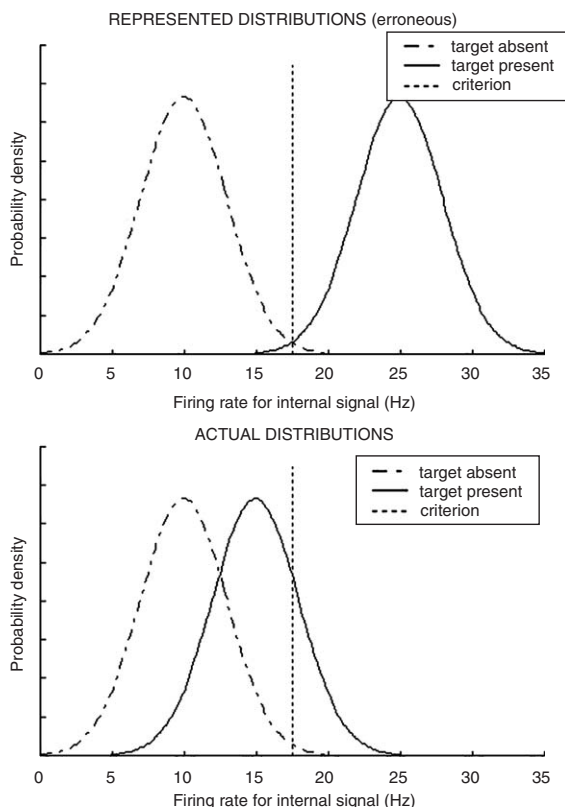 REPRESENTED DISTRIBUTIONS (erroneous)
target absent
target present
criterion
Probability density
0 5 10 15 20 25 30 35
Firing rate for internal signal (Hz)
ACTUAL DISTRIBUTIONS
target absent
target present
criterion
Probability density
0 5 10 15 20 25 30 35
Firing rate for internal signal (Hz)